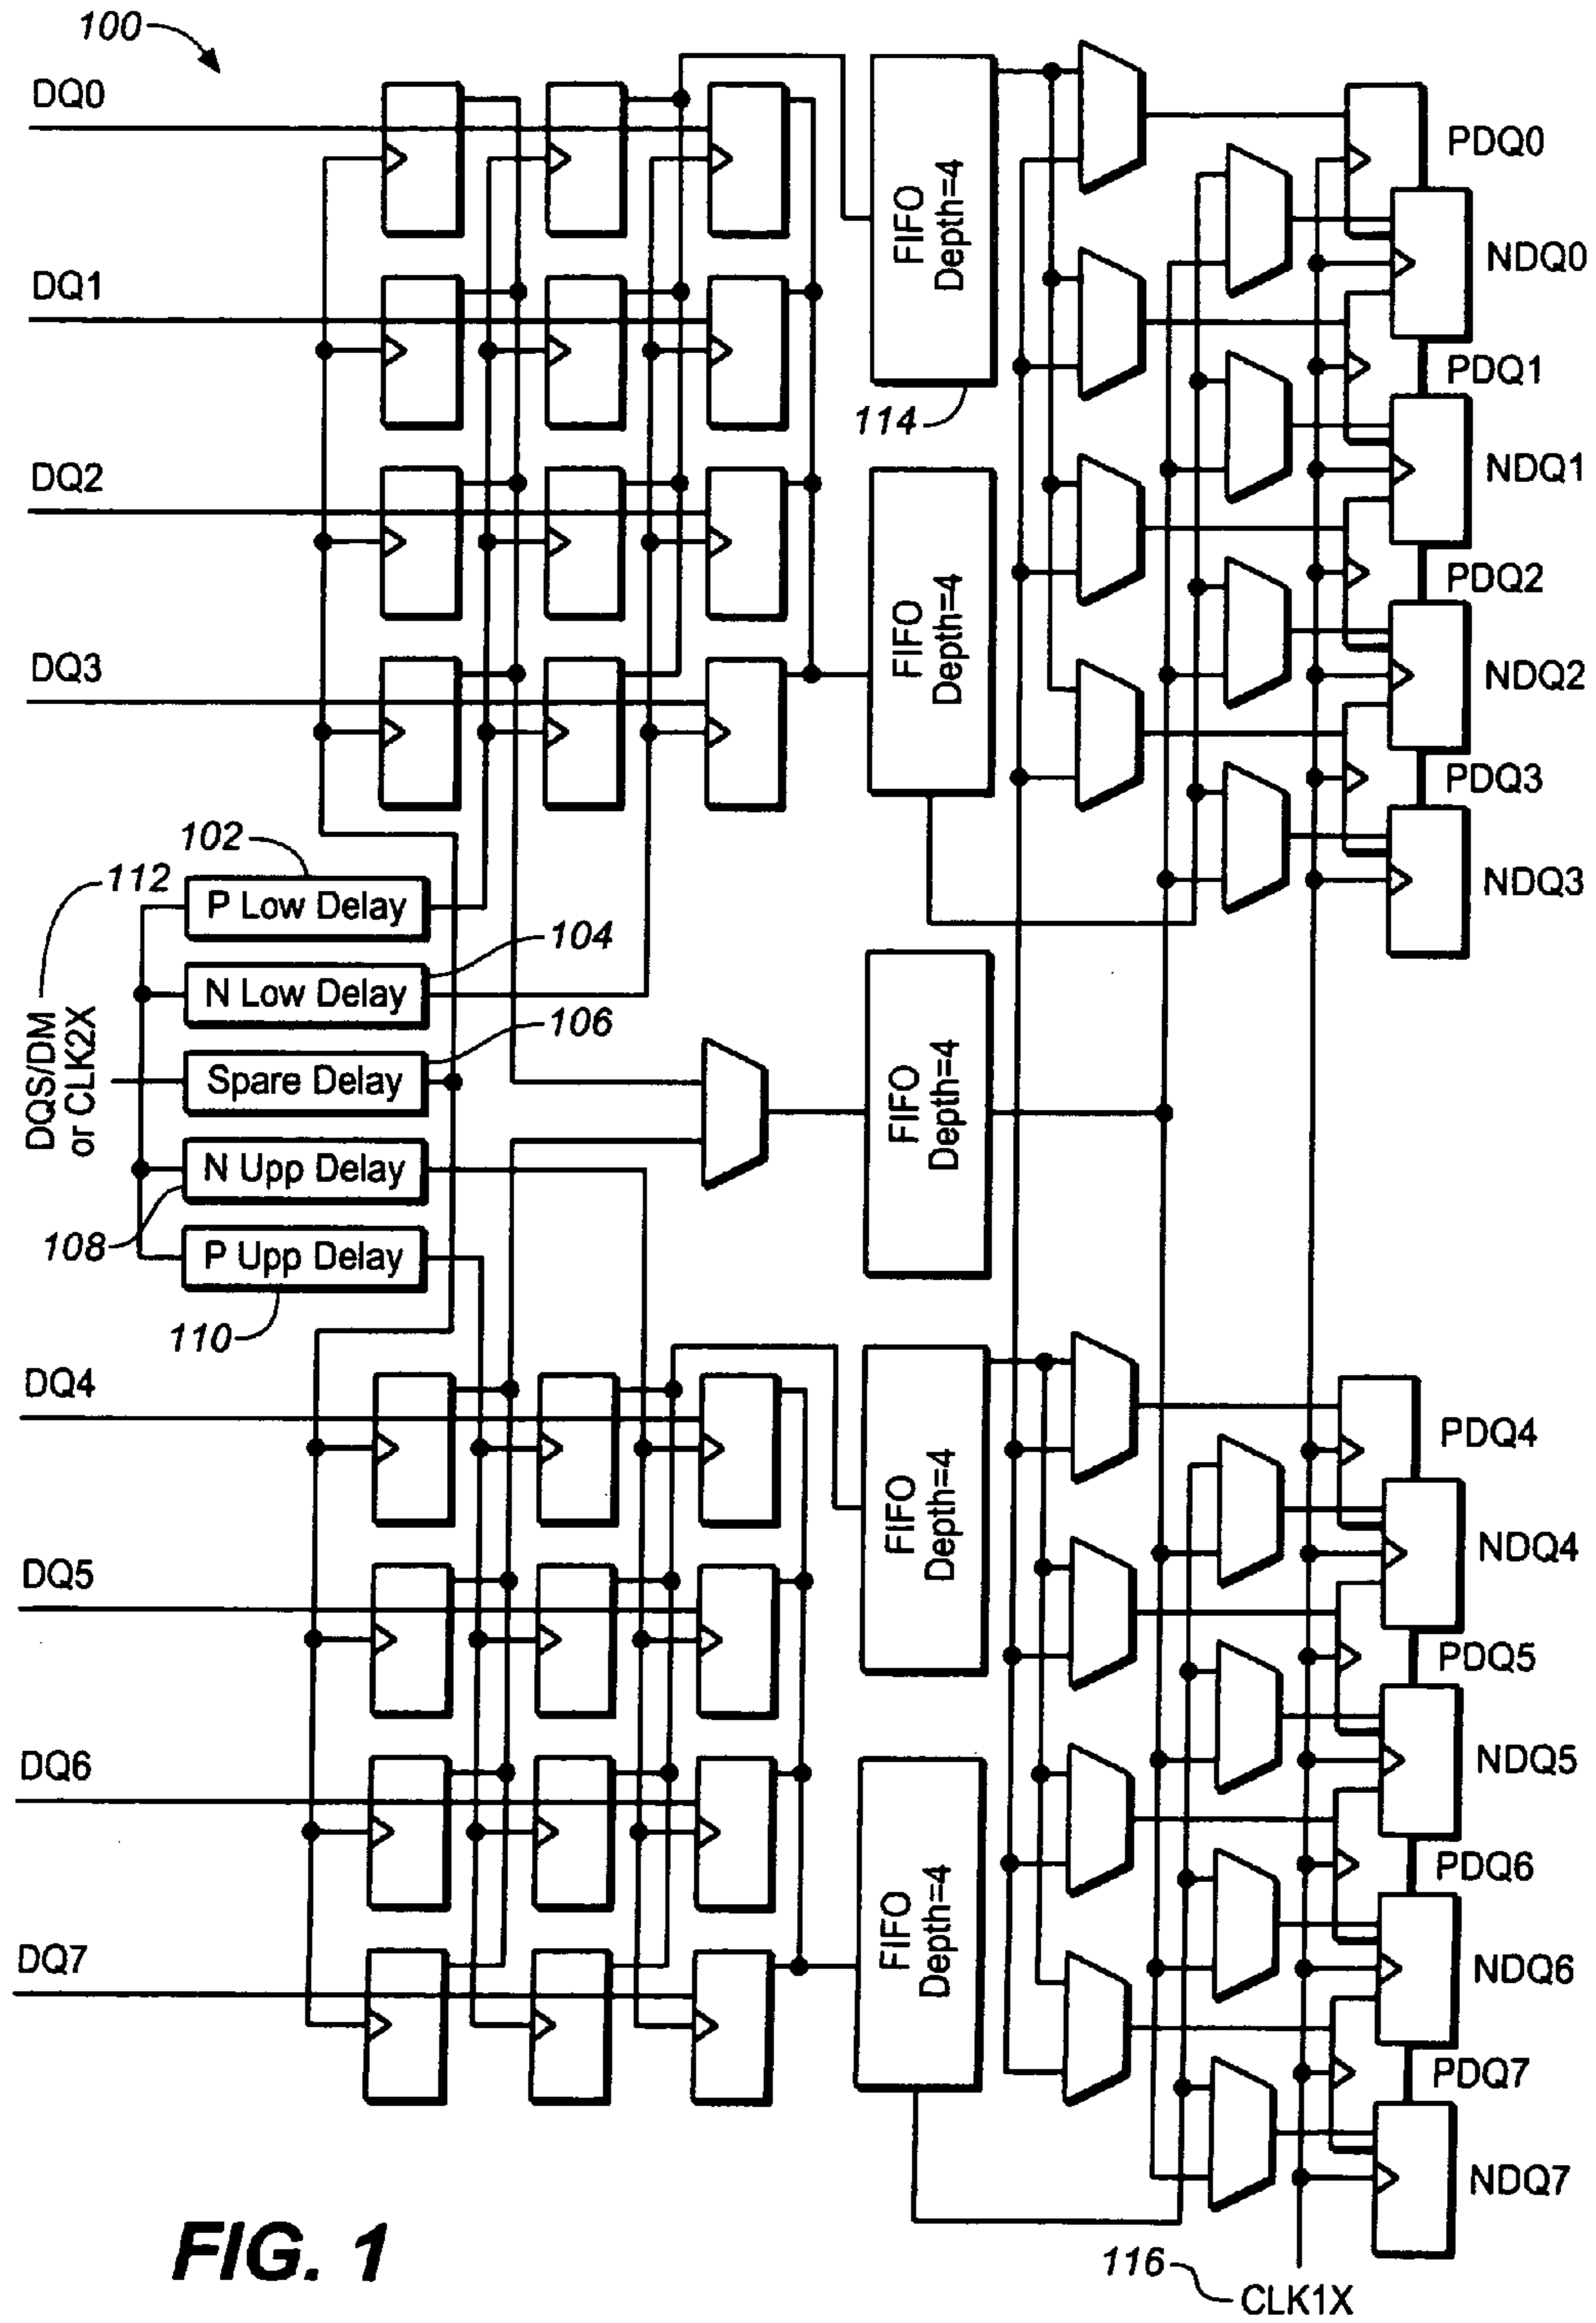 100
DQ0
DQ1
DQ2
DQ3
FIFO
Depth=4
114
FIFO
Depth=4
PDQ0
NDQ0
PDQ1
NDQ1
PDQ2
NDQ2
PDQ3
NDQ3
102
112
P Low Delay
104
N Low Delay
106
DQS/DM
or CLK2X
Spare Delay
N Upp Delay
108
P Upp Delay
110
FIFO
Depth=4
DQ4
DQ5
DQ6
DQ7
FIFO
Depth=4
FIFO
Depth=4
PDQ4
NDQ4
PDQ5
NDQ5
PDQ6
NDQ6
PDQ7
NDQ7
116
CLK1X
FIG. 1